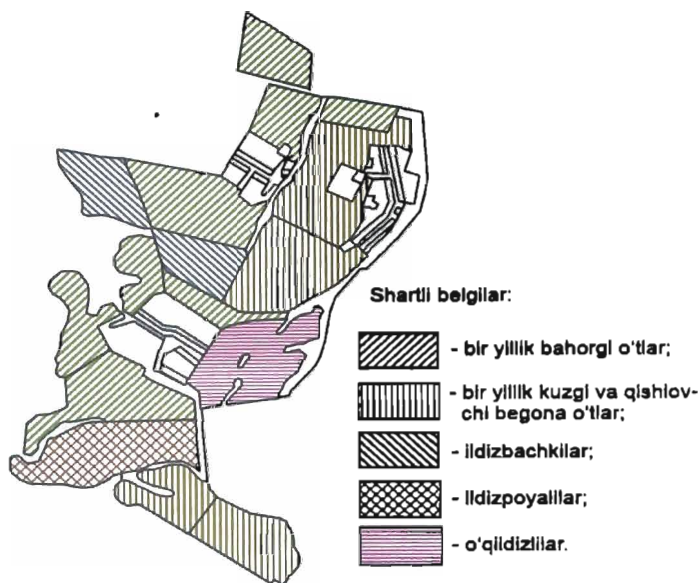 Shartli belgilar:
- bir yillik bahorgi o'tlar;
- bir yillik kuzgi va qishlov-
chi begona o'tlar;
- ildizbachkilar;
- ildizpoyalilar;
- o'qildizlilar.